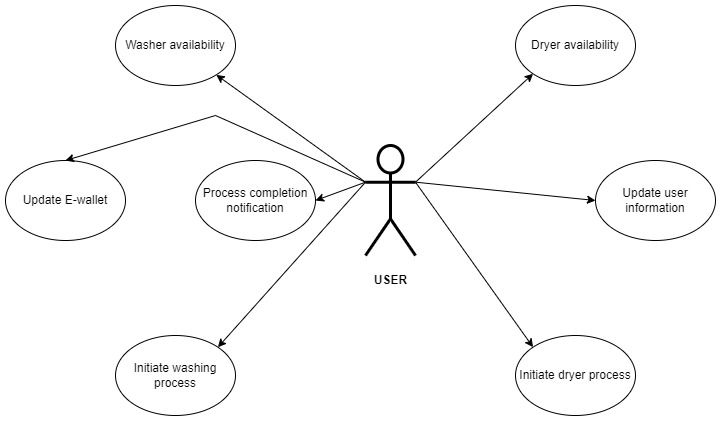 Washer availability
Dryer availability
Update E-wallet
Process completion
notification
Update user
information
USER
Initiate washing
process
Initiate dryer process